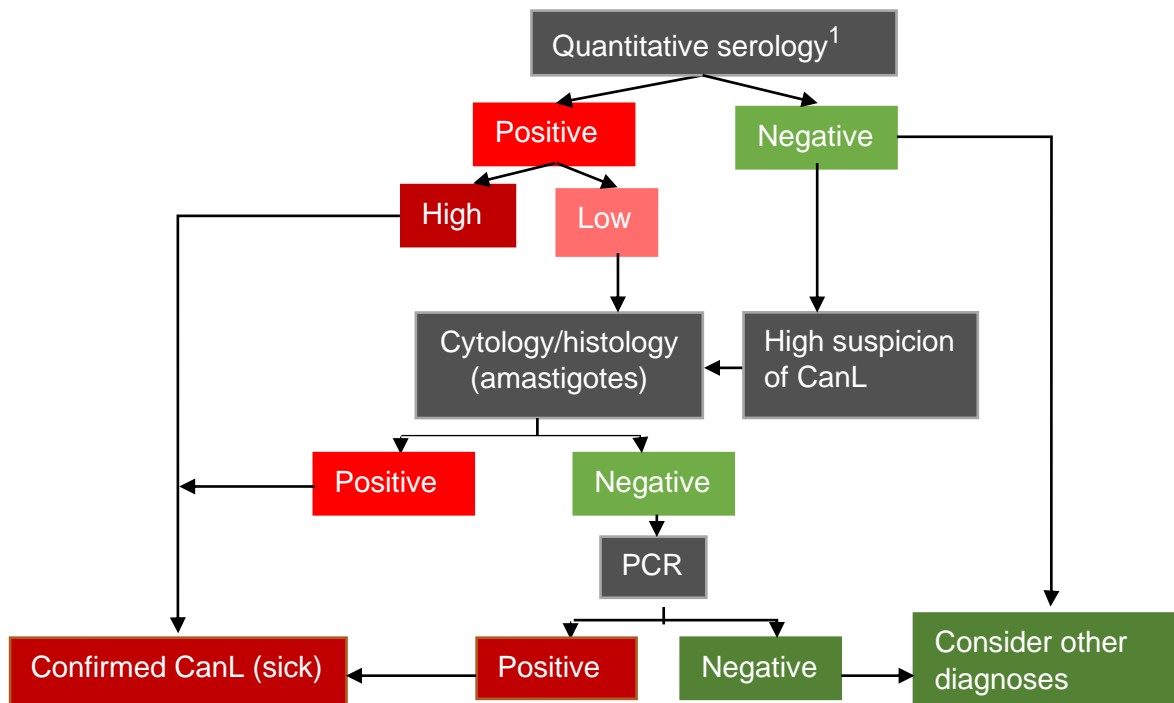 Quantitative serology¹
Positive
Negative
High
Low
Cytology/histology
(amastigotes)
High suspicion
of CanL
Positive
Negative
PCR
Confirmed CanL (sick)
Positive
Negative
Consider other
diagnoses